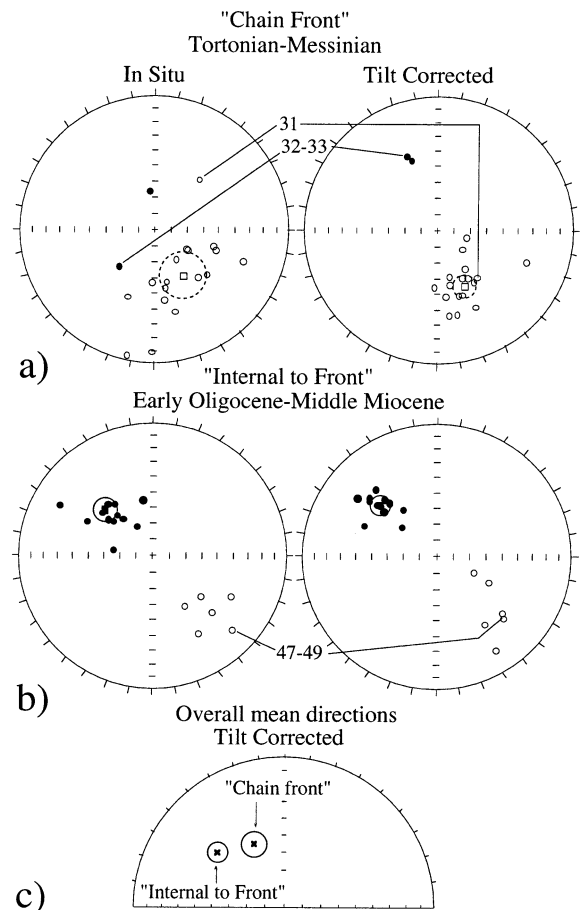 "Chain Front"
Tortonian-Messinian
In Situ
Tilt Corrected
31
32-33
a)
"Internal to Front"
Early Oligocene-Middle Miocene
47-49
b)
Overall mean directions
Tilt Corrected
"Chain front"
"Internal to Front"
c)